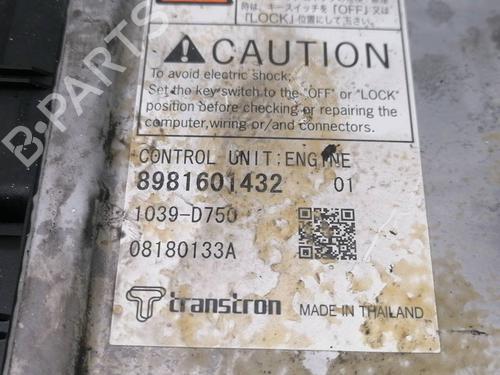 時は、キースイッチを「OFF」又は
「LOCK」位置にして下さい。
CAUTION
To avoid electric shock;
Set the key switch to the "OFF" or "LOCK"
position before checking or repairing the
computer,wiring or/and connectors.
CONTROL UNIT:ENGINE
8981601432 01
1039-D750
08180133A
transtron MADE IN THAILAND
B-PARTS